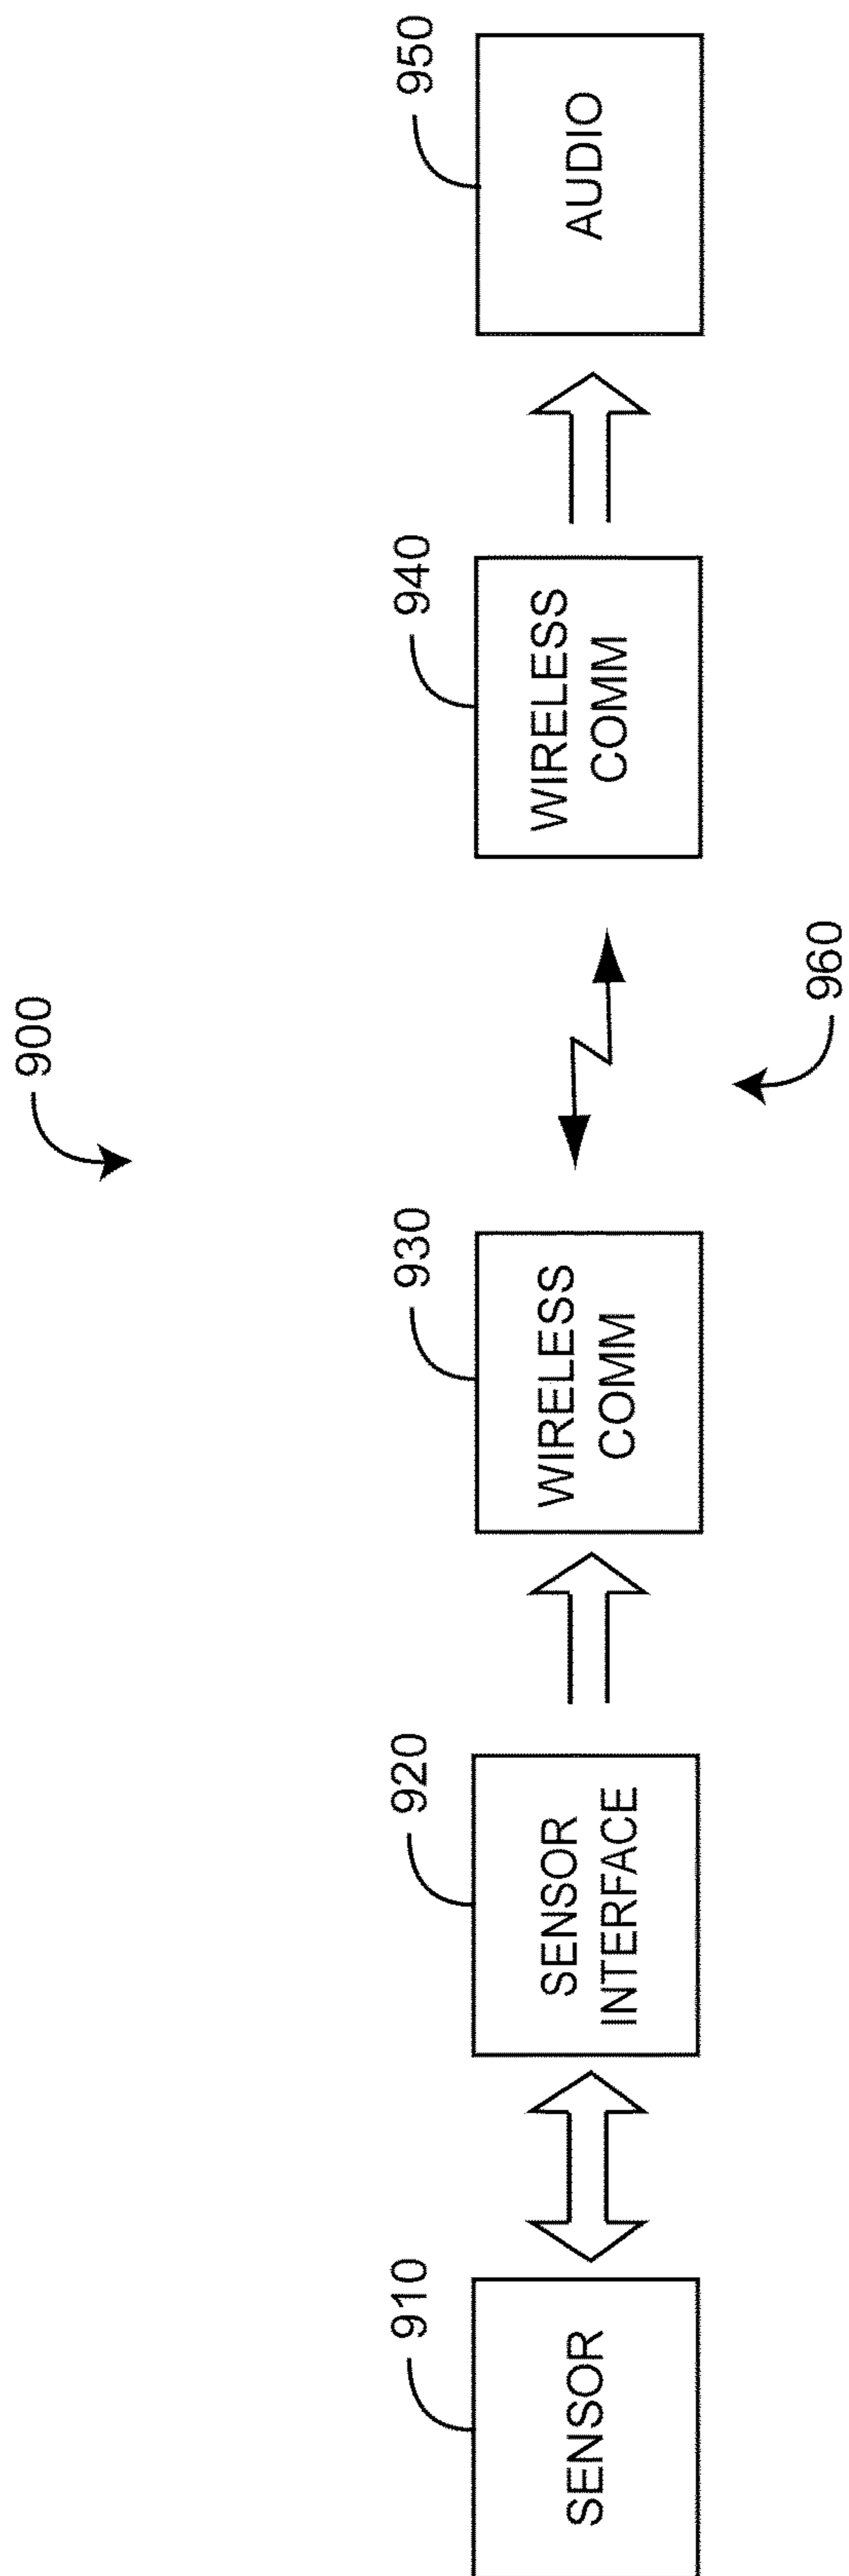 900
910
SENSOR
920
SENSOR
INTERFACE
930
WIRELESS
COMM
940
WIRELESS
COMM
950
AUDIO
960